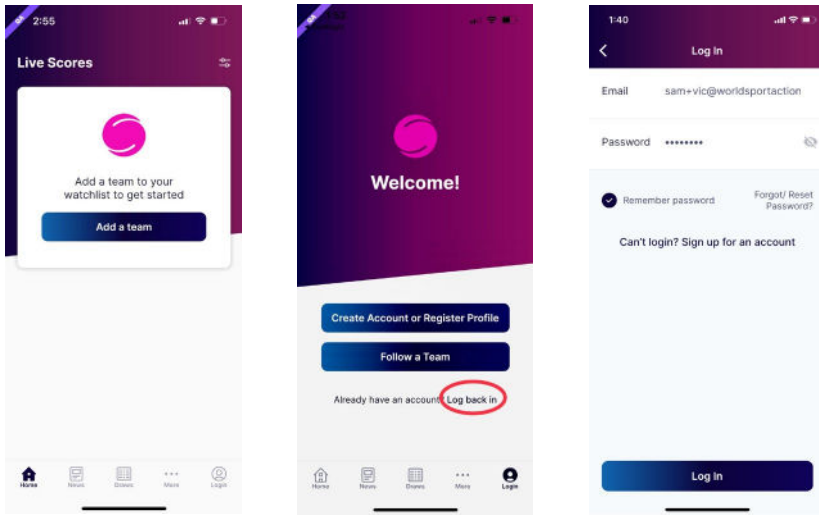 2:55
Live Scores
Add a team to your
watchlist to get started
Add a team
Home
News
Draws
More
Login
Welcome!
Create Account or Register Profile
Follow a Team
Already have an account? Log back in
Home
News
Draws
More
Login
1:40
Log In
Email sam+vic@worldsportaction
Password ••••••••
Remember password
Forgot/ Reset
Password?
Can't login? Sign up for an account
Log In